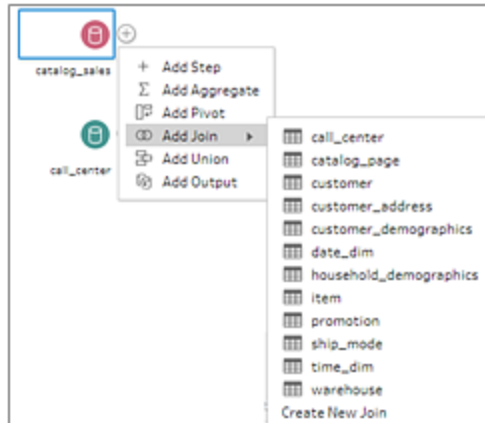 catalog_sales
call_center
Add Step
Add Aggregate
Add Pivot
Add Join
Add Union
Add Output
call_center
catalog_page
customer
customer_address
customer_demographics
date_dim
household_demographics
item
promotion
ship_mode
time_dim
warehouse
Create New Join